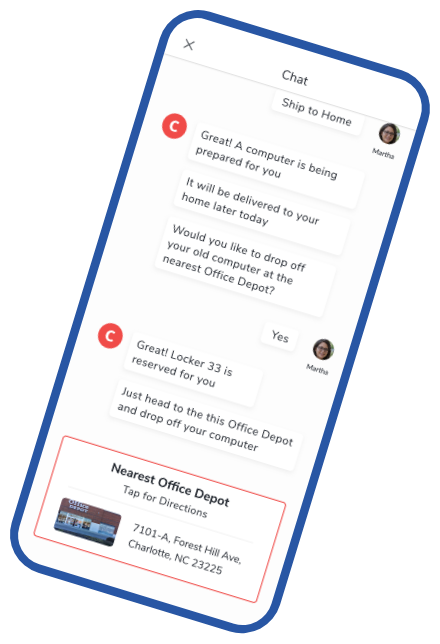 Chat
Ship to Home
Martha
C
Great! A computer is being
prepared for you
It will be delivered to your
home later today
Would you like to drop off
your old computer at the
nearest Office Depot?
Yes
Martha
C
Great! Locker 33 is
reserved for you
Just head to the this Office Depot
and drop off your computer
Nearest Office Depot
Tap for Directions
OFFICE
DEPOT
7101-A, Forest Hill Ave,
Charlotte, NC 23225